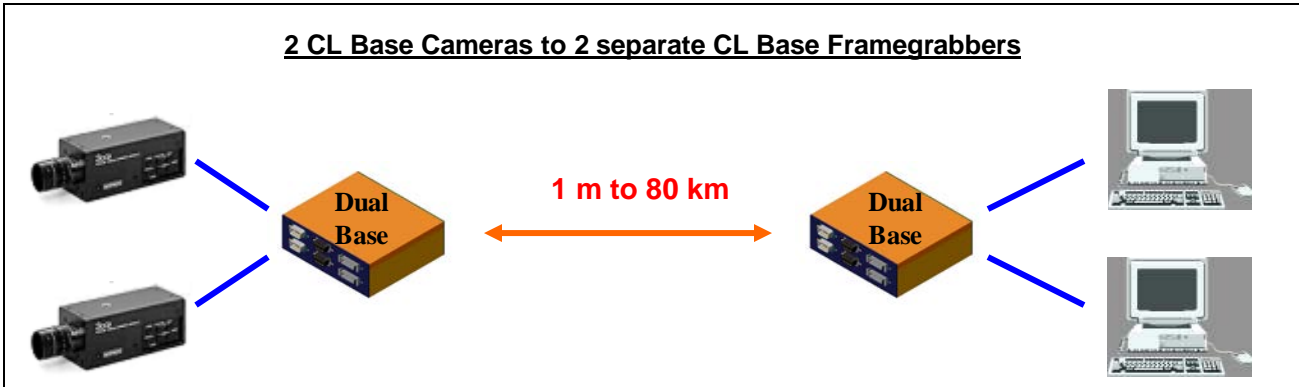 2 CL Base Cameras to 2 separate CL Base Framegrabbers
Dual
Base
1 m to 80 km
Dual
Base